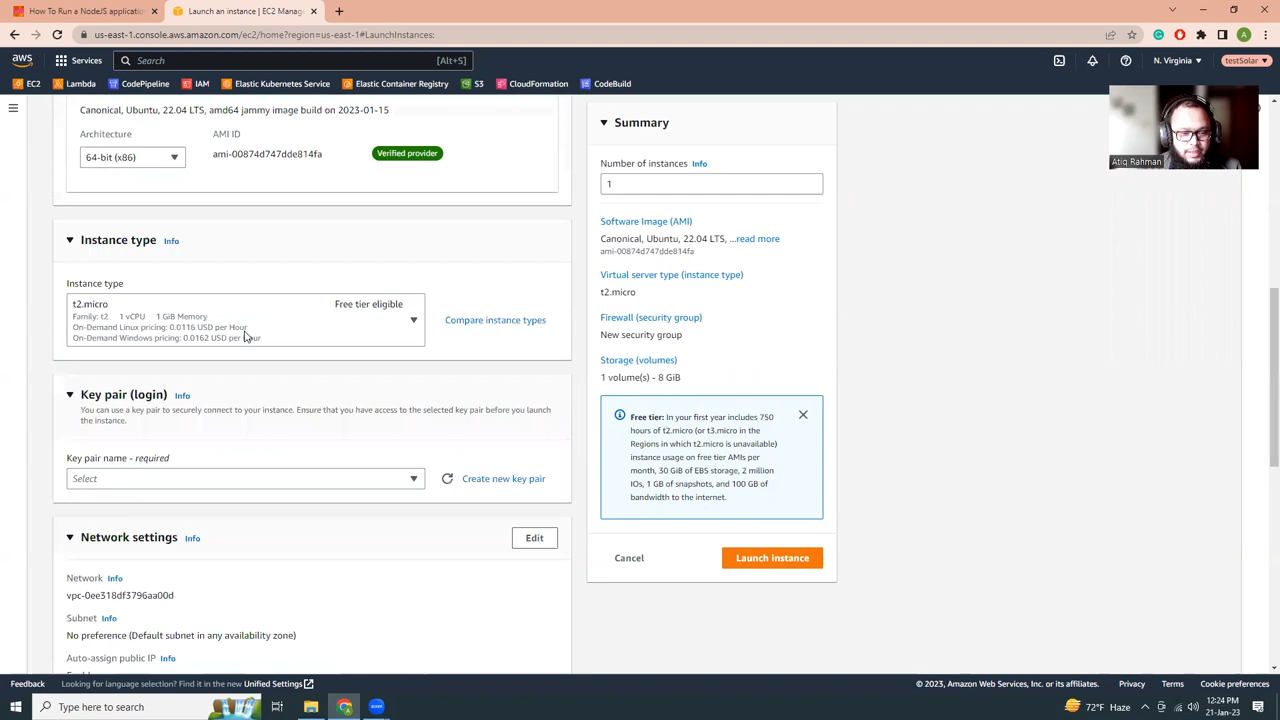 How To Run a NodeJS application
Launch an instance | EC2 Manag
us-east-1.console.aws.amazon.com/ec2/home?region=us-east-1#LaunchInstances:
A
aws
Services
Search
[Alt+S]
N. Virginia
testSolar
EC2
Lambda
CodePipeline
IAM
Elastic Kubernetes Service
Elastic Container Registry
S3
CloudFormation
CodeBuild
Canonical, Ubuntu, 22.04 LTS, amd64 jammy image build on 2023-01-15
Architecture
AMI ID
64-bit (x86)
ami-00874d747dde814fa
Verified provider
Instance type Info
Instance type
t2.micro
Free tier eligible
Family: t2 1 vCPU 1 GiB Memory
On-Demand Linux pricing: 0.0116 USD per Hour
On-Demand Windows pricing: 0.0162 USD per Hour
Compare instance types
Key pair (login) Info
You can use a key pair to securely connect to your instance. Ensure that you have access to the selected key pair before you launch
the instance.
Key pair name - required
Select
Create new key pair
Network settings Info
Edit
Network Info
vpc-0ee318df3796aa00d
Subnet Info
No preference (Default subnet in any availability zone)
Auto-assign public IP Info
Summary
Number of instances Info
1
Software Image (AMI)
Canonical, Ubuntu, 22.04 LTS, ...read more
ami-00874d747dde814fa
Virtual server type (instance type)
t2.micro
Firewall (security group)
New security group
Storage (volumes)
1 volume(s) - 8 GiB
Free tier: In your first year includes 750
hours of t2.micro (or t3.micro in the
Regions in which t2.micro is unavailable)
instance usage on free tier AMIs per
month, 30 GiB of EBS storage, 2 million
IOs, 1 GB of snapshots, and 100 GB of
bandwidth to the internet.
Cancel
Launch instance
Atiq Rahman
Feedback
Looking for language selection? Find it in the new Unified Settings
© 2023, Amazon Web Services, Inc. or its affiliates.
Privacy
Terms
Cookie preferences
Type here to search
zoom
72°F Haze
12:24 PM
21-Jan-23